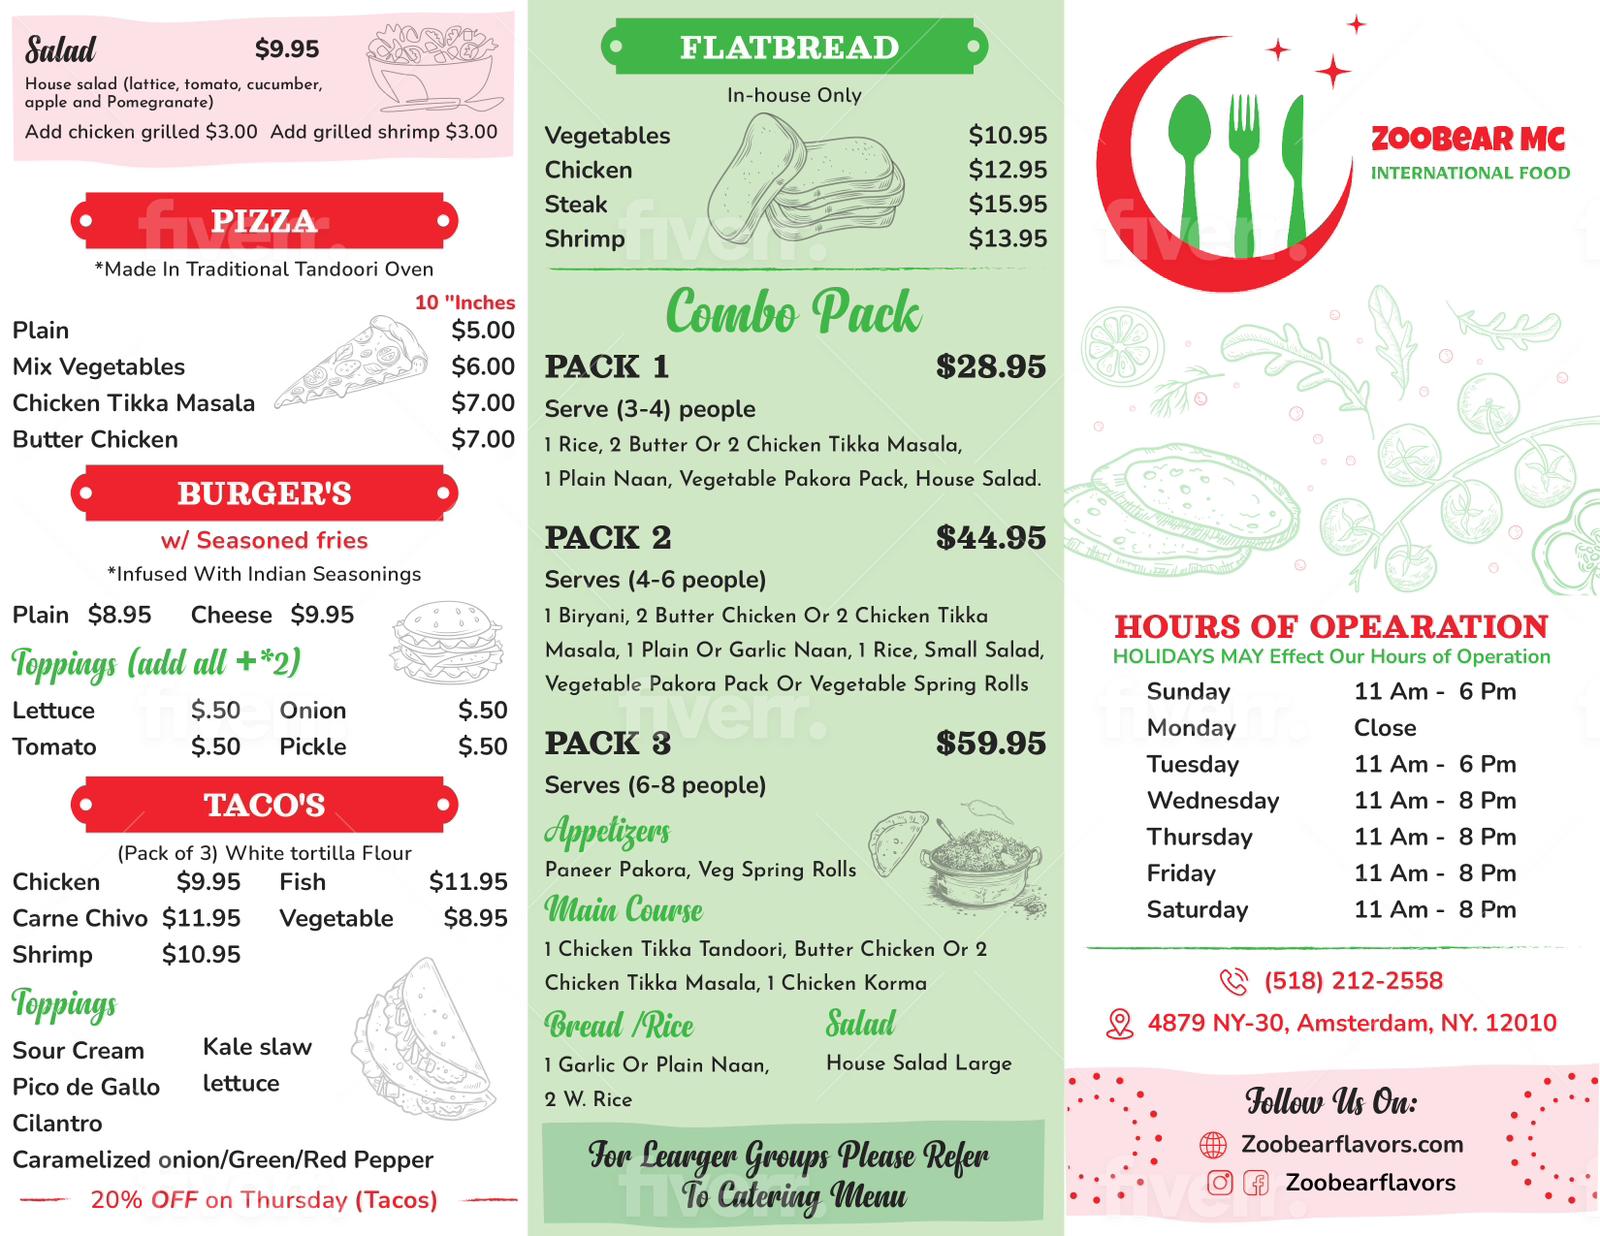 Salad $9.95
House salad (lattice, tomato, cucumber,
apple and Pomegranate)
Add chicken grilled $3.00 Add grilled shrimp $3.00
PIZZA
*Made In Traditional Tandoori Oven
10 "Inches
Plain $5.00
Mix Vegetables $6.00
Chicken Tikka Masala $7.00
Butter Chicken $7.00
BURGER'S
w/ Seasoned fries
*Infused With Indian Seasonings
Plain $8.95 Cheese $9.95
Toppings (add all +*2)
Lettuce $.50 Onion $.50
Tomato $.50 Pickle $.50
TACO'S
(Pack of 3) White tortilla Flour
Chicken $9.95 Fish $11.95
Carne Chivo $11.95 Vegetable $8.95
Shrimp $10.95
Toppings
Sour Cream Kale slaw
Pico de Gallo lettuce
Cilantro
Caramelized onion/Green/Red Pepper
20% OFF on Thursday (Tacos)
FLATBREAD
In-house Only
Vegetables $10.95
Chicken $12.95
Steak $15.95
Shrimp $13.95
Combo Pack
PACK 1 $28.95
Serve (3-4) people
1 Rice, 2 Butter Or 2 Chicken Tikka Masala,
1 Plain Naan, Vegetable Pakora Pack, House Salad.
PACK 2 $44.95
Serves (4-6 people)
1 Biryani, 2 Butter Chicken Or 2 Chicken Tikka
Masala, 1 Plain Or Garlic Naan, 1 Rice, Small Salad,
Vegetable Pakora Pack Or Vegetable Spring Rolls
PACK 3 $59.95
Serves (6-8 people)
Appetizers
Paneer Pakora, Veg Spring Rolls
Main Course
1 Chicken Tikka Tandoori, Butter Chicken Or 2
Chicken Tikka Masala, 1 Chicken Korma
Bread /Rice Salad
1 Garlic Or Plain Naan, House Salad Large
2 W. Rice
For Learger Groups Please Refer
To Catering Menu
ZOOBEAR MC
INTERNATIONAL FOOD
HOURS OF OPEARATION
HOLIDAYS MAY Effect Our Hours of Operation
Sunday 11 Am - 6 Pm
Monday Close
Tuesday 11 Am - 6 Pm
Wednesday 11 Am - 8 Pm
Thursday 11 Am - 8 Pm
Friday 11 Am - 8 Pm
Saturday 11 Am - 8 Pm
(518) 212-2558
4879 NY-30, Amsterdam, NY. 12010
Follow Us On:
Zoobearflavors.com
Zoobearflavors
fiverr.
fiverr.
fiverr.
fiverr.
fiverr.
fiverr.
fiverr.
fiverr.
fiverr.